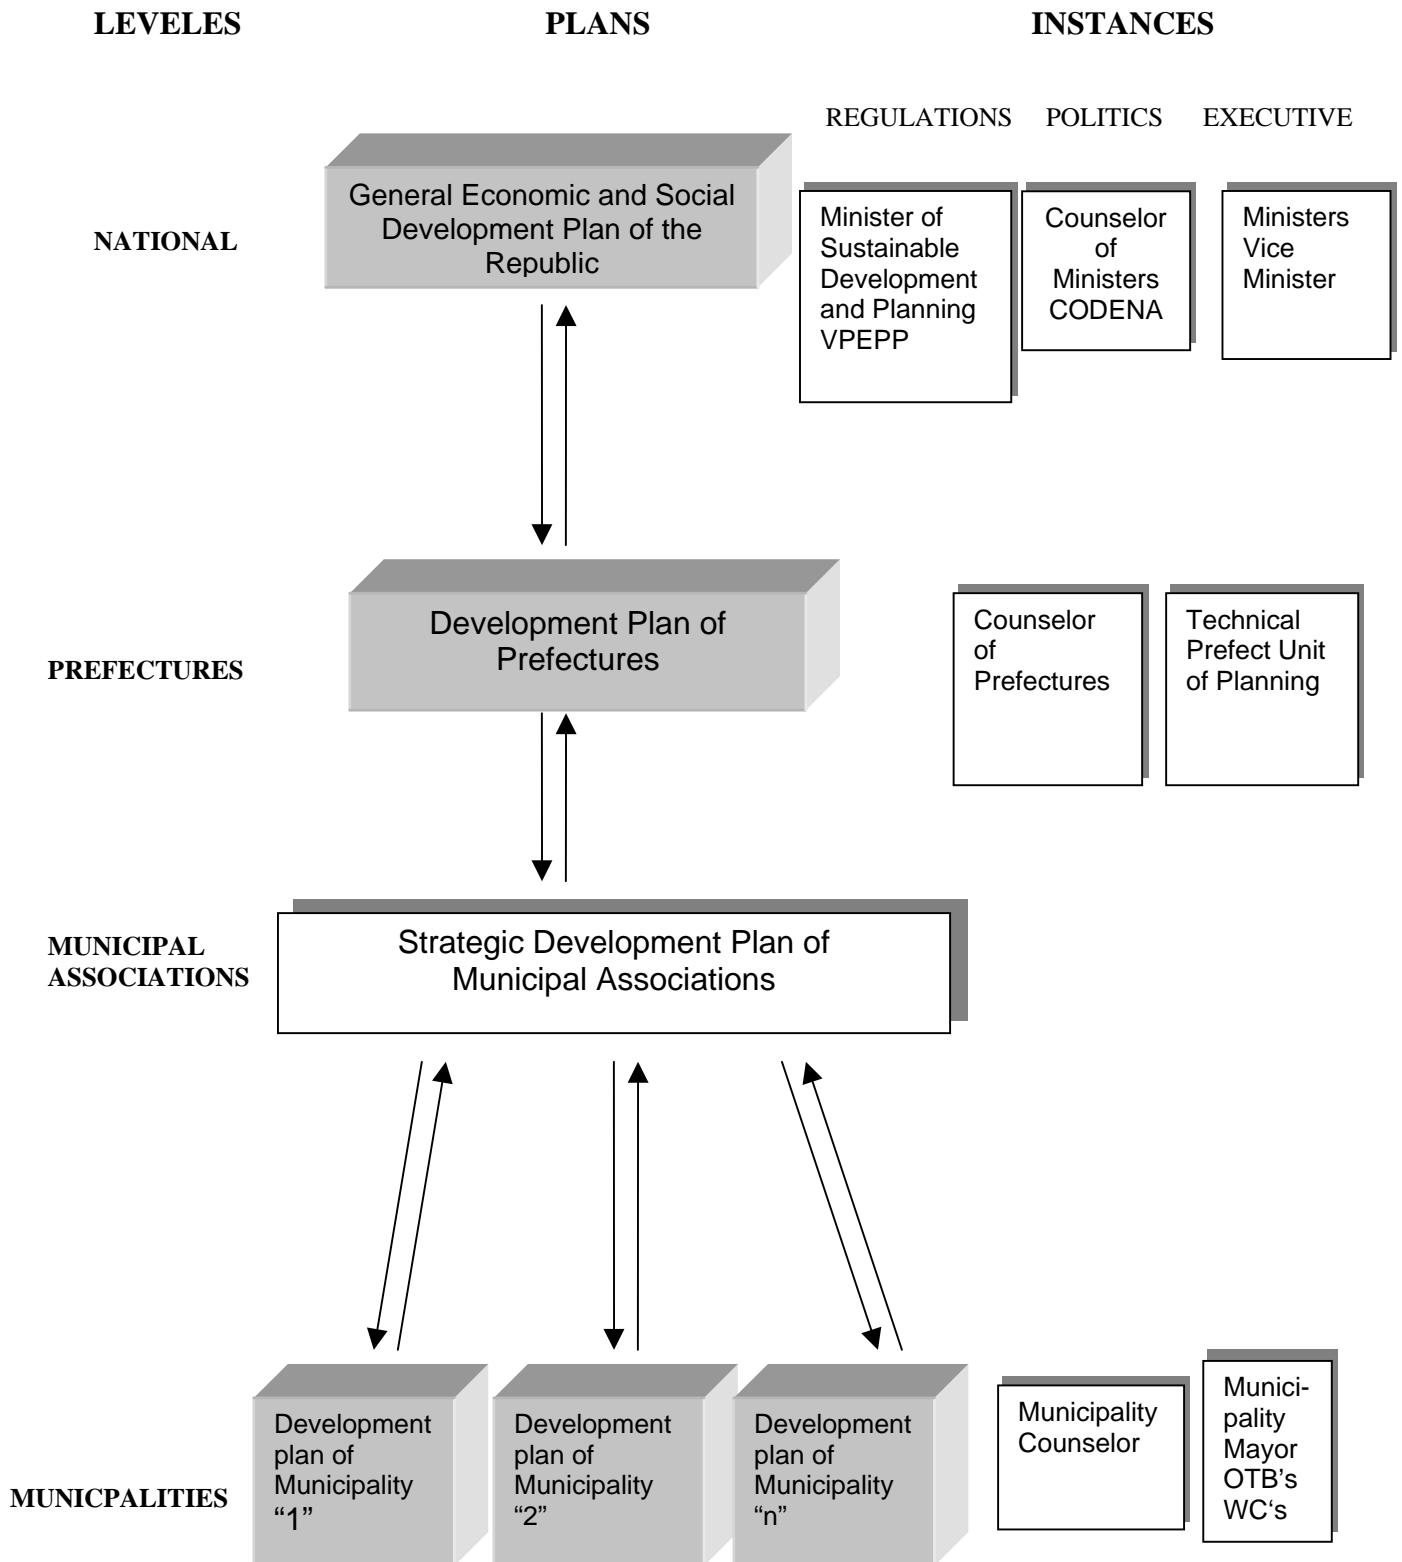 LEVELES PLANS INSTANCES
REGULATIONS POLITICS EXECUTIVE
NATIONAL
General Economic and Social
Development Plan of the
Republic
Minister of
Sustainable
Development
and Planning
VPEPP
Counselor
of
Ministers
CODENA
Ministers
Vice
Minister
PREFECTURES
Development Plan of
Prefectures
Counselor
of
Prefectures
Technical
Prefect Unit
of Planning
MUNICIPAL
ASSOCIATIONS
Strategic Development Plan of
Municipal Associations
MUNICPALITIES
Development
plan of
Municipality
“1”
Development
plan of
Municipality
“2”
Development
plan of
Municipality
“n”
Municipality
Counselor
Munici-
pality
Mayor
OTB’s
WC‘s